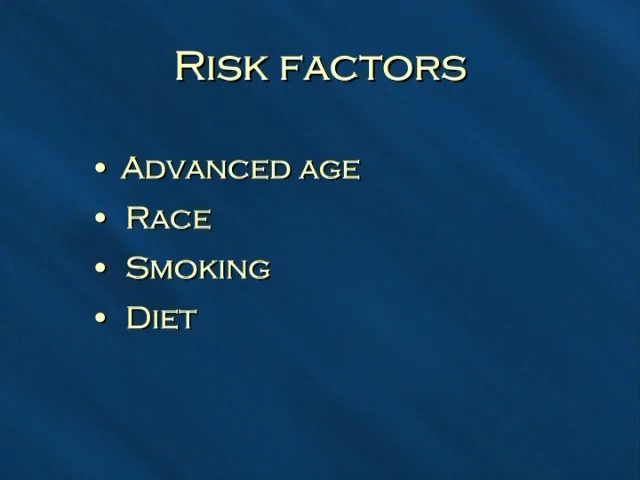 Risk factors
• Advanced age
• Race
• Smoking
• Diet